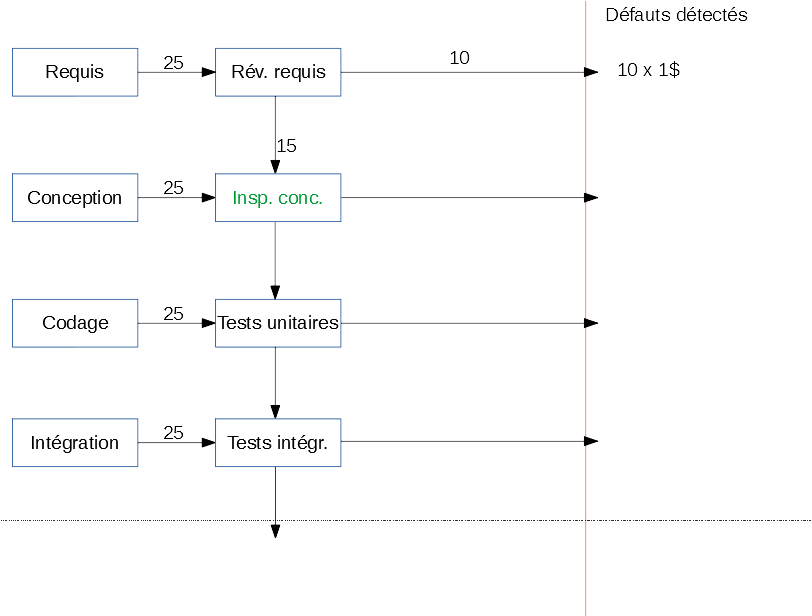 Défauts détectés
Requis
25
Rév. requis
10
10 x 1$
15
Conception
25
Insp. conc.
Codage
25
Tests unitaires
Intégration
25
Tests intégr.